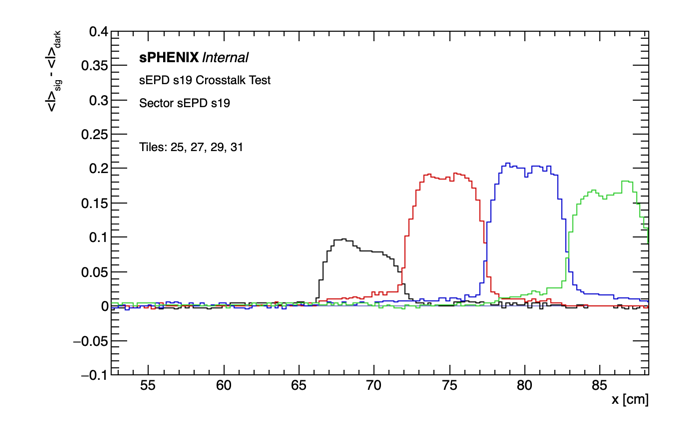 0.4
<I>sig - <I>dark
sPHENIX Internal
0.35
sEPD s19 Crosstalk Test
0.3
Sector sEPD s19
0.25
Tiles: 25, 27, 29, 31
0.2
0.15
0.1
0.05
0
−0.05
−0.1
55 60 65 70 75 80 85
x [cm]